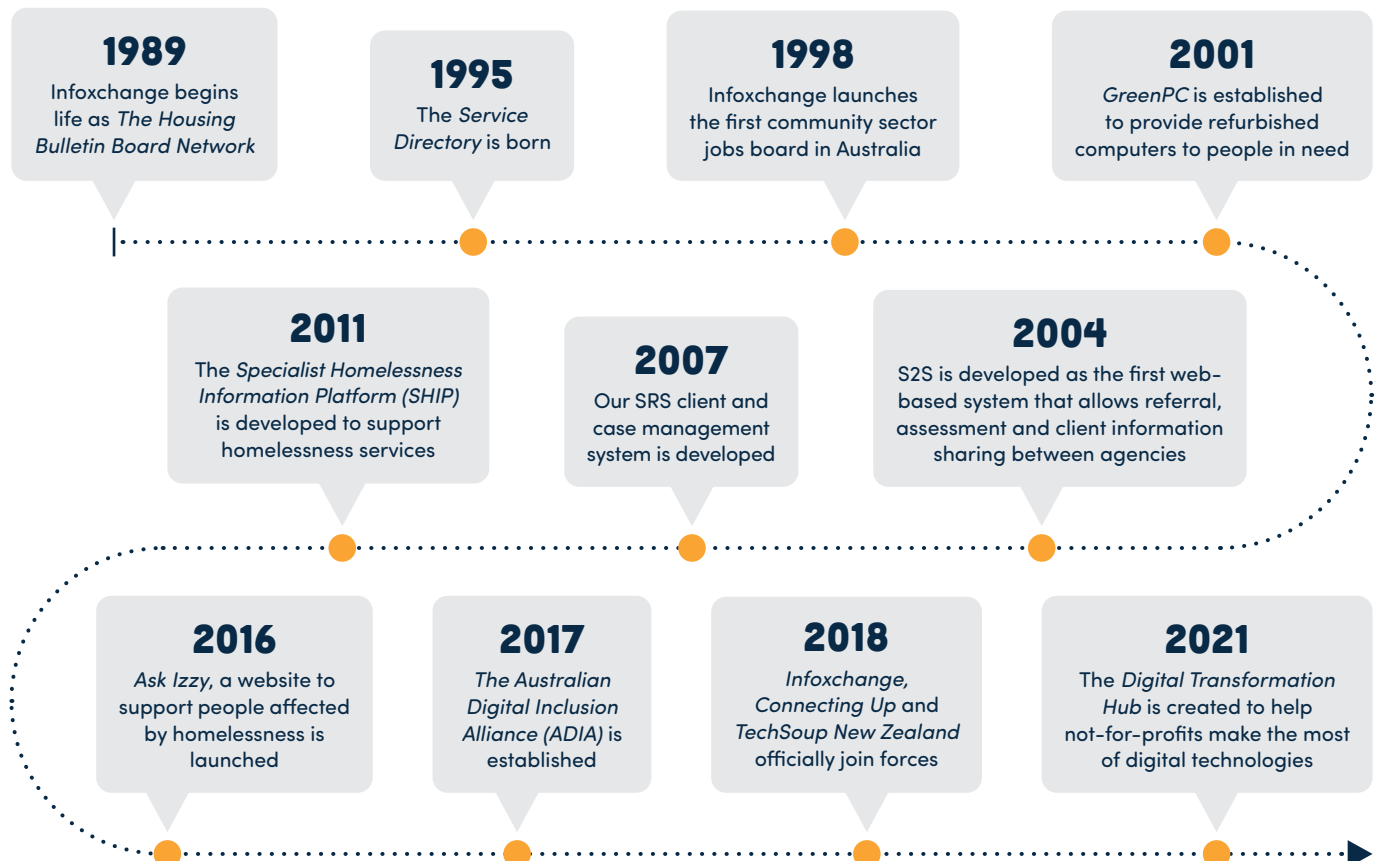 1989
Infoxchange begins
life as The Housing
Bulletin Board Network
1995
The Service
Directory is born
1998
Infoxchange launches
the first community sector
jobs board in Australia
2001
GreenPC is established
to provide refurbished
computers to people in need
2011
The Specialist Homelessness
Information Platform (SHIP)
is developed to support
homelessness services
2007
Our SRS client and
case management
system is developed
2004
S2S is developed as the first web-
based system that allows referral,
assessment and client information
sharing between agencies
2016
Ask Izzy, a website to
support people affected
by homelessness is
launched
2017
The Australian
Digital Inclusion
Alliance (ADIA) is
established
2018
Infoxchange,
Connecting Up and
TechSoup New Zealand
officially join forces
2021
The Digital Transformation
Hub is created to help
not-for-profits make the most
of digital technologies